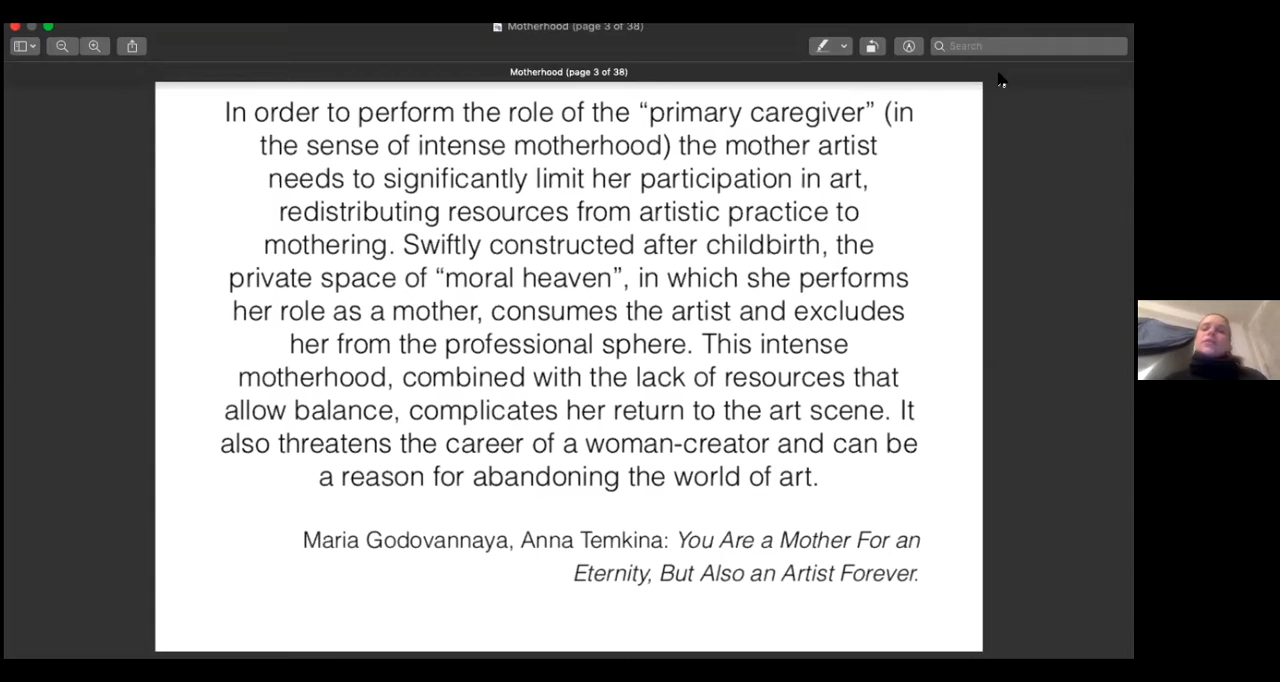 Motherhood (page 3 of 38)
Search
Motherhood (page 3 of 38)
In order to perform the role of the “primary caregiver” (in
the sense of intense motherhood) the mother artist
needs to significantly limit her participation in art,
redistributing resources from artistic practice to
mothering. Swiftly constructed after childbirth, the
private space of “moral heaven”, in which she performs
her role as a mother, consumes the artist and excludes
her from the professional sphere. This intense
motherhood, combined with the lack of resources that
allow balance, complicates her return to the art scene. It
also threatens the career of a woman-creator and can be
a reason for abandoning the world of art.
Maria Godovannaya, Anna Temkina: You Are a Mother For an
Eternity, But Also an Artist Forever.